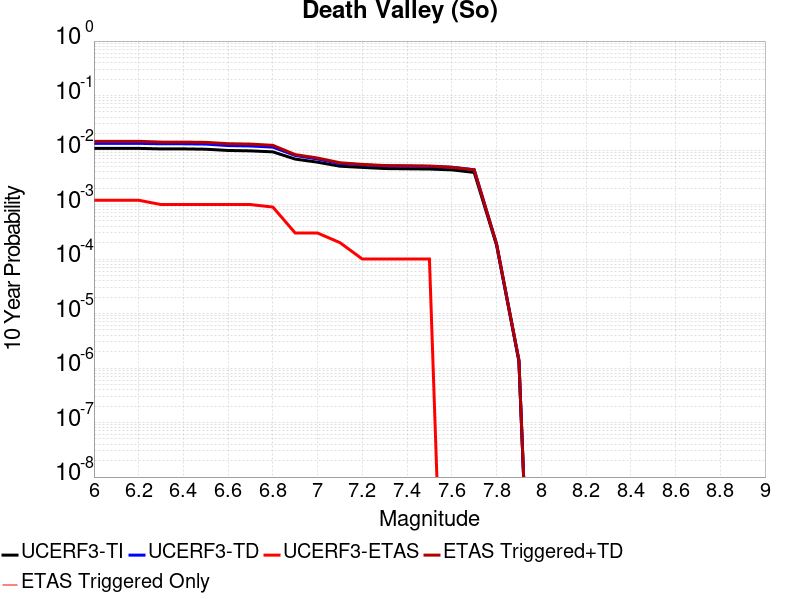 Death Valley (So)
10^0
10^-1
10^-2
10^-3
10^-4
10^-5
10^-6
10^-7
10^-8
10 Year Probability
6 6.2 6.4 6.6 6.8 7 7.2 7.4 7.6 7.8 8 8.2 8.4 8.6 8.8 9
Magnitude
UCERF3-TI UCERF3-TD UCERF3-ETAS ETAS Triggered+TD
ETAS Triggered Only